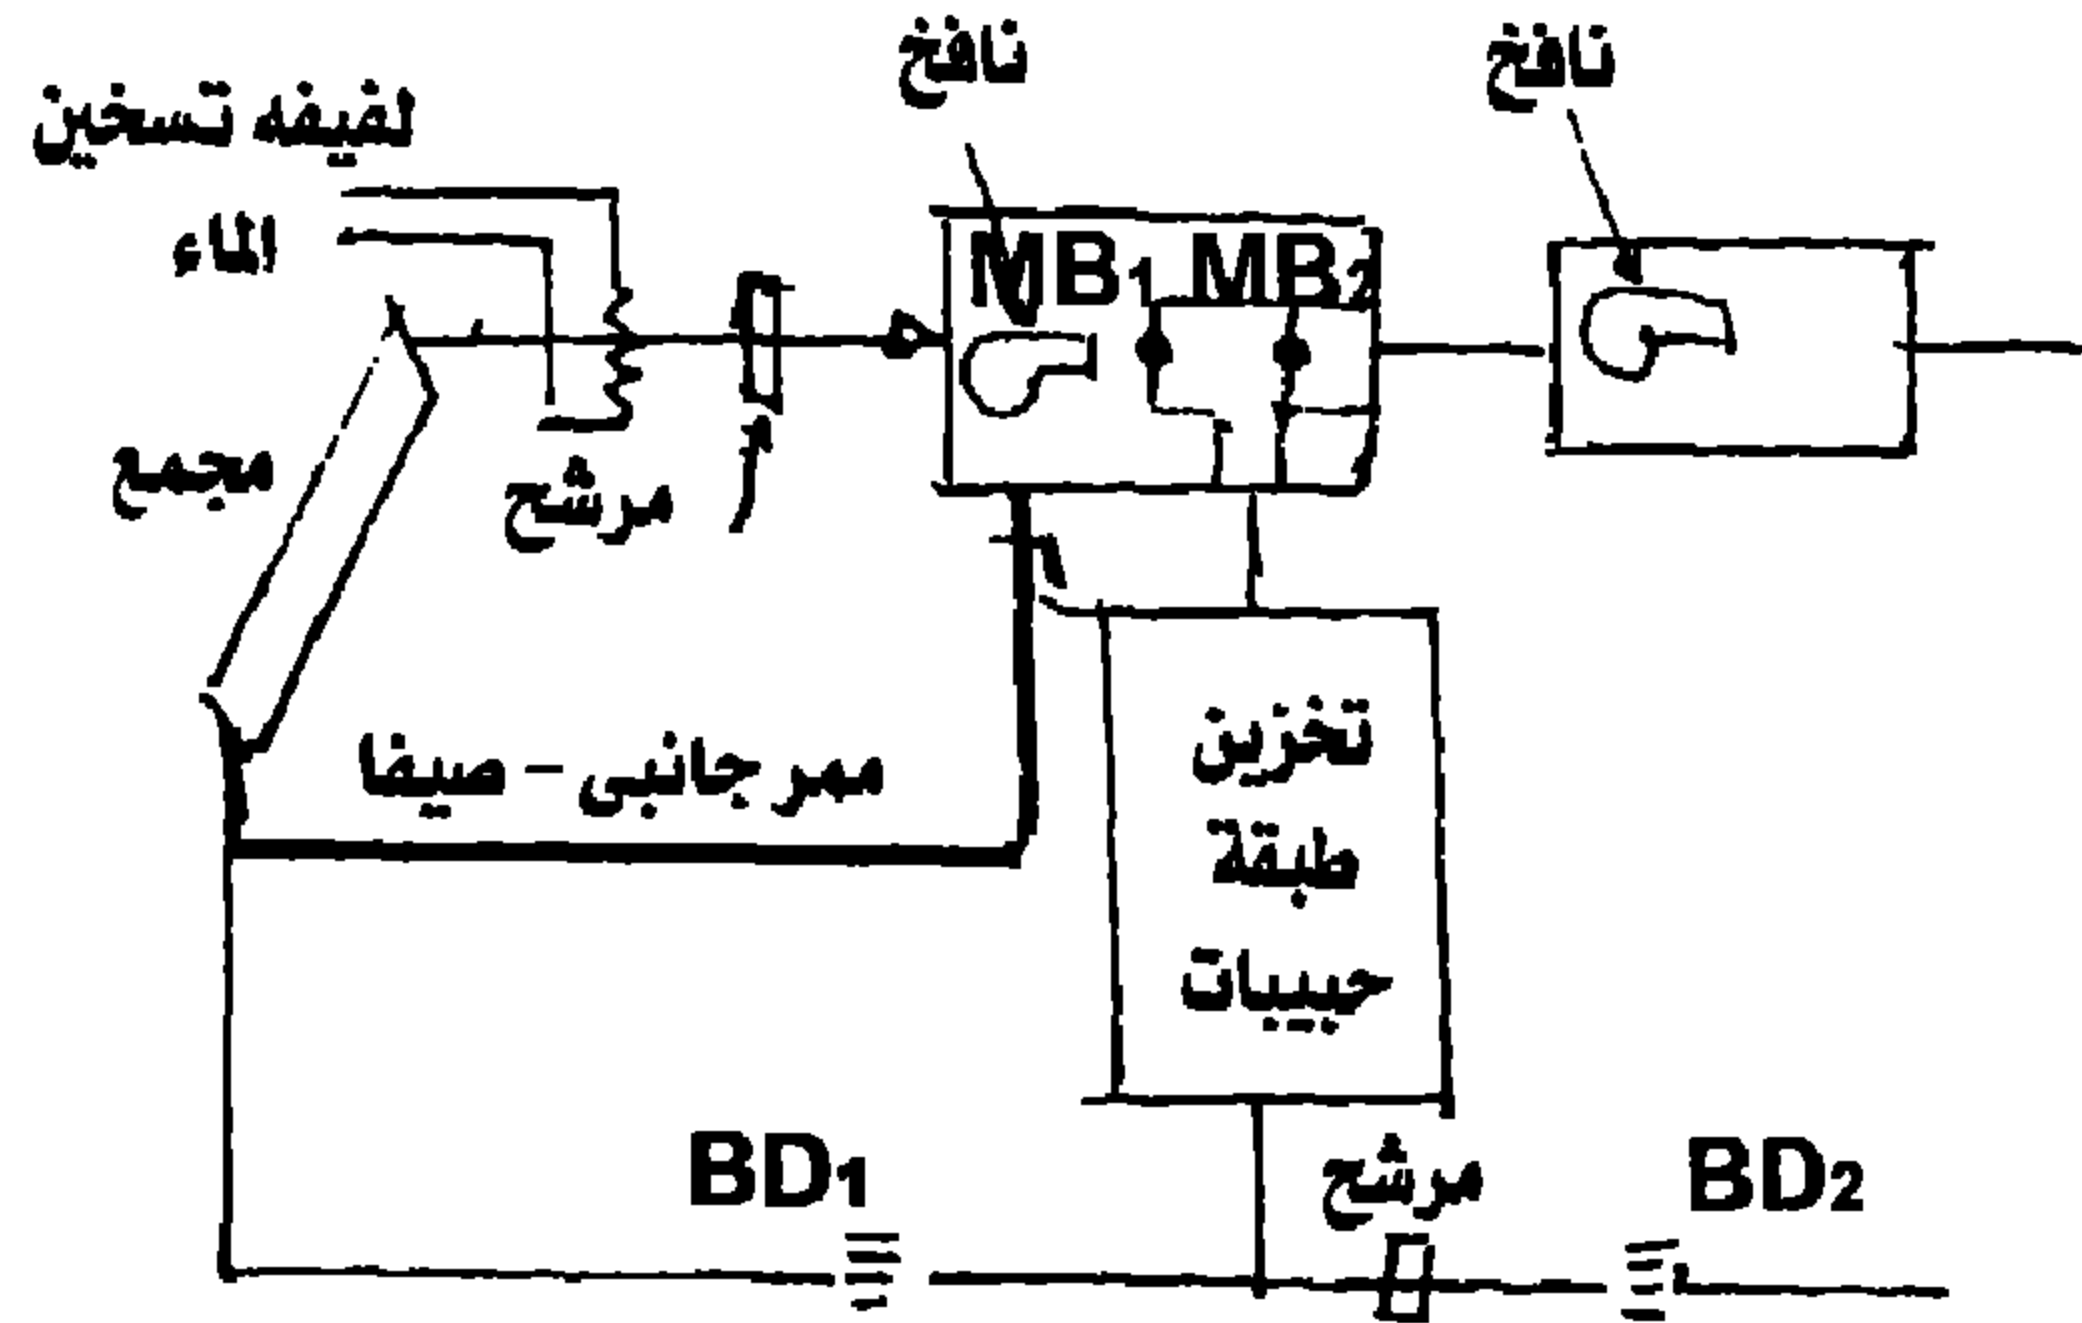 نافخ
نافخ
لفيفه تسخين
الماء
MB1 MB2
مجمع
مرشح
تخزين
طبقة
حبيبات
ممر جانبى - صيفا
BD1
مرشح
BD2